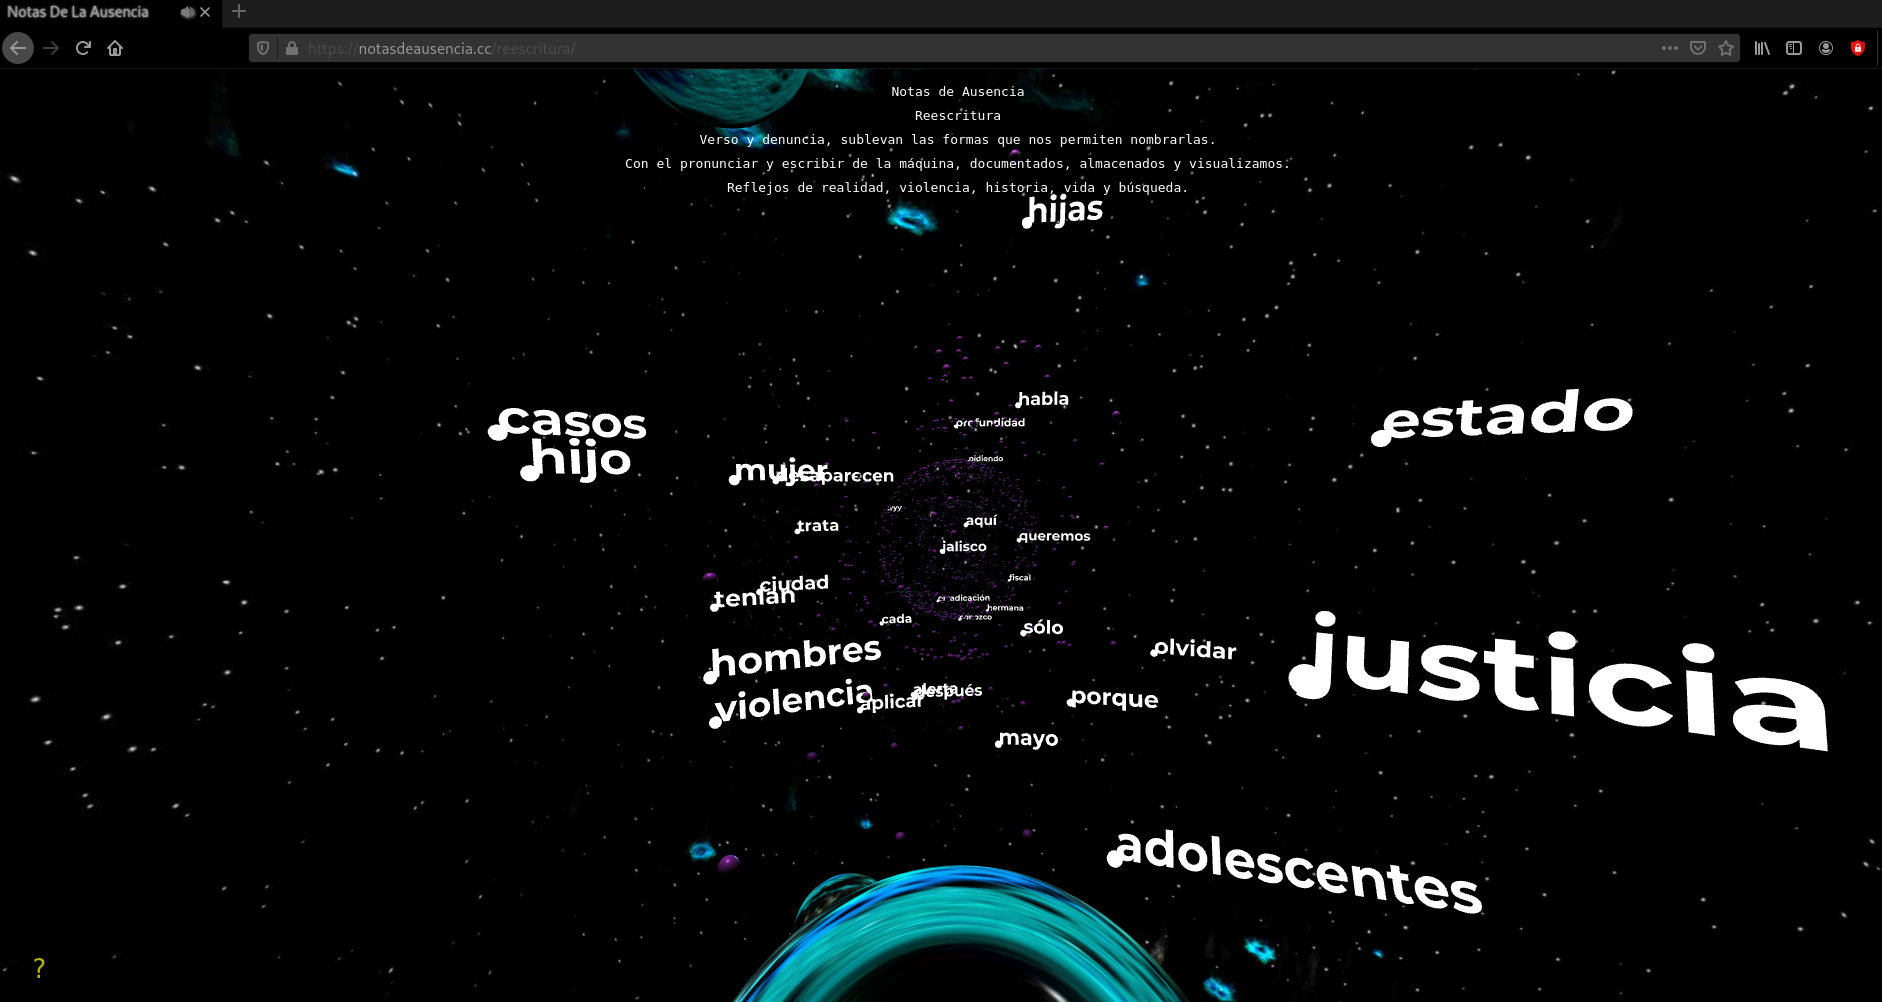 Notas De La Ausencia
https://notasdeausencia.cc/reescritura/
Notas de Ausencia
Reescritura
Verso y denuncia, sublevan las formas que nos permiten nombrarlas.
Con el pronunciar y escribir de la máquina, documentados, almacenados y visualizamos.
Reflejos de realidad, violencia, historia, vida y búsqueda.
hijas
habla
estado
casos
profundidad
hijo
pidiendo
mujer
desaparecen
trata
aquí
queremos
jalisco
fiscal
ciudad
tenían
erradicación
hermana
cada
sólo
olvidar
hombres
justicia
alerta
después
violencia
aplicar
porque
mayo
adolescentes
?